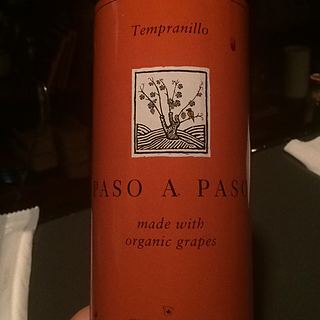 Tempranillo
PASO A PASO
made with
organic grapes